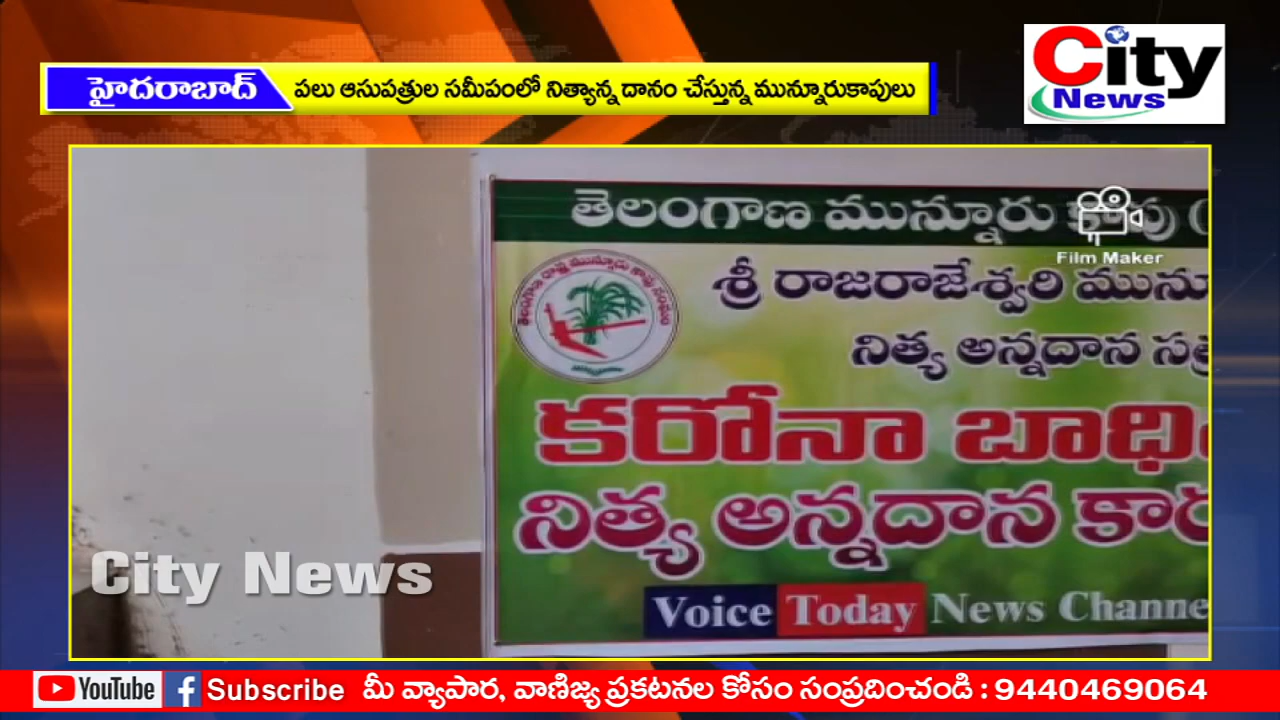 హైదరాబాద్ పలు ఆసుపత్రుల సమీపంలో నిత్యాన్న దానం చేస్తున్న మున్నూరుకాపులు
City
News
తెలంగాణ మున్నూరు కాపు (
Film Maker
తెలంగాణ రాష్ట్ర మున్నూరు కాపు సంఘం
శ్రీ రాజరాజేశ్వరి
నిత్య అన్నదాన
కరోనా
నిత్య అన్నదాన
City News
Voice Today News Channe
YouTube f Subscribe మీ వ్యాపార, వాణిజ్య ప్రకటనల కోసం సంప్రదించండి : 9440469064